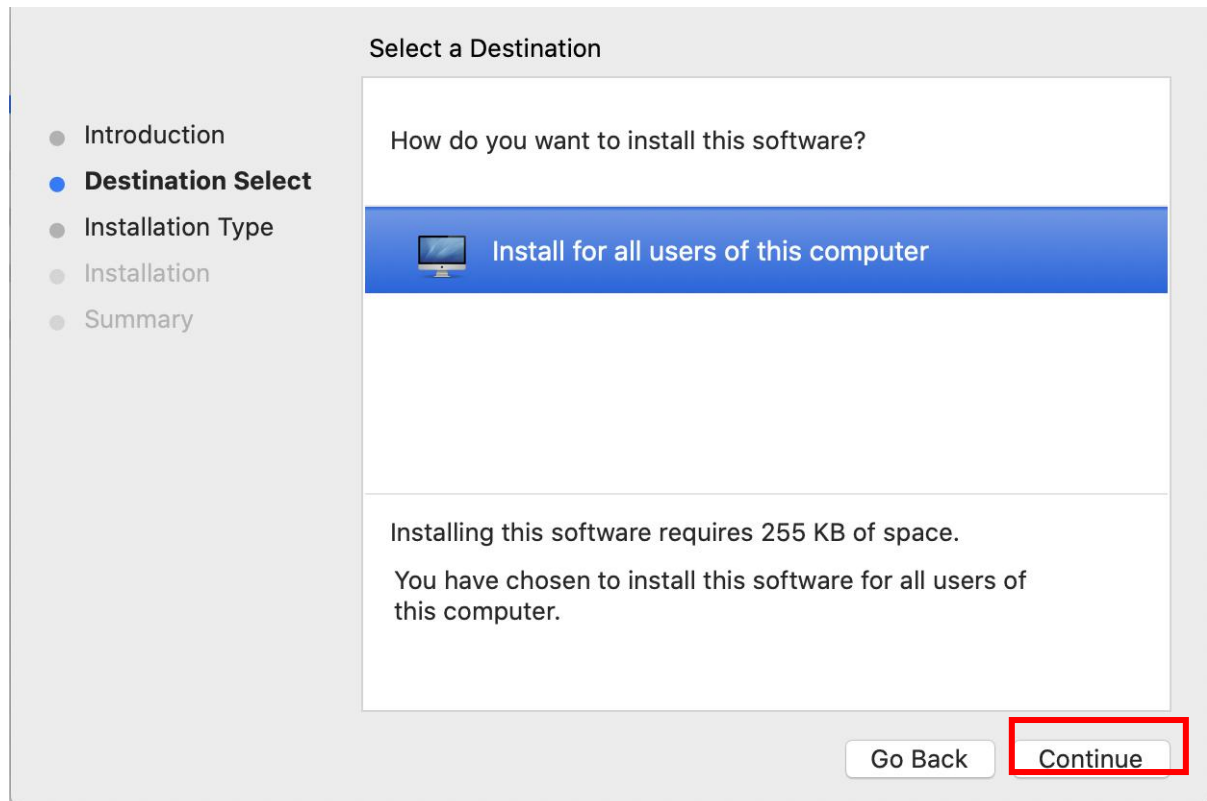 Select a Destination
Introduction
Destination Select
Installation Type
Installation
Summary
How do you want to install this software?
Install for all users of this computer
Installing this software requires 255 KB of space.
You have chosen to install this software for all users of
this computer.
Go Back
Continue